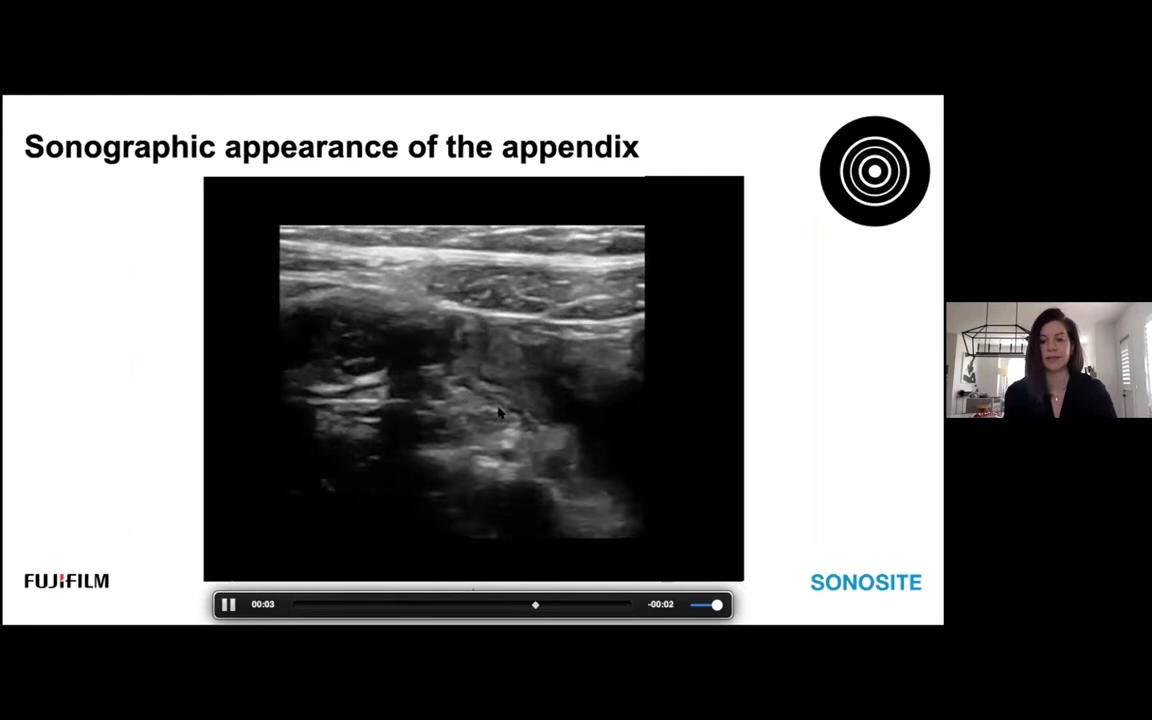 Sonographic appearance of the appendix
FUJIFILM
SONOSITE
00:03
-00:02